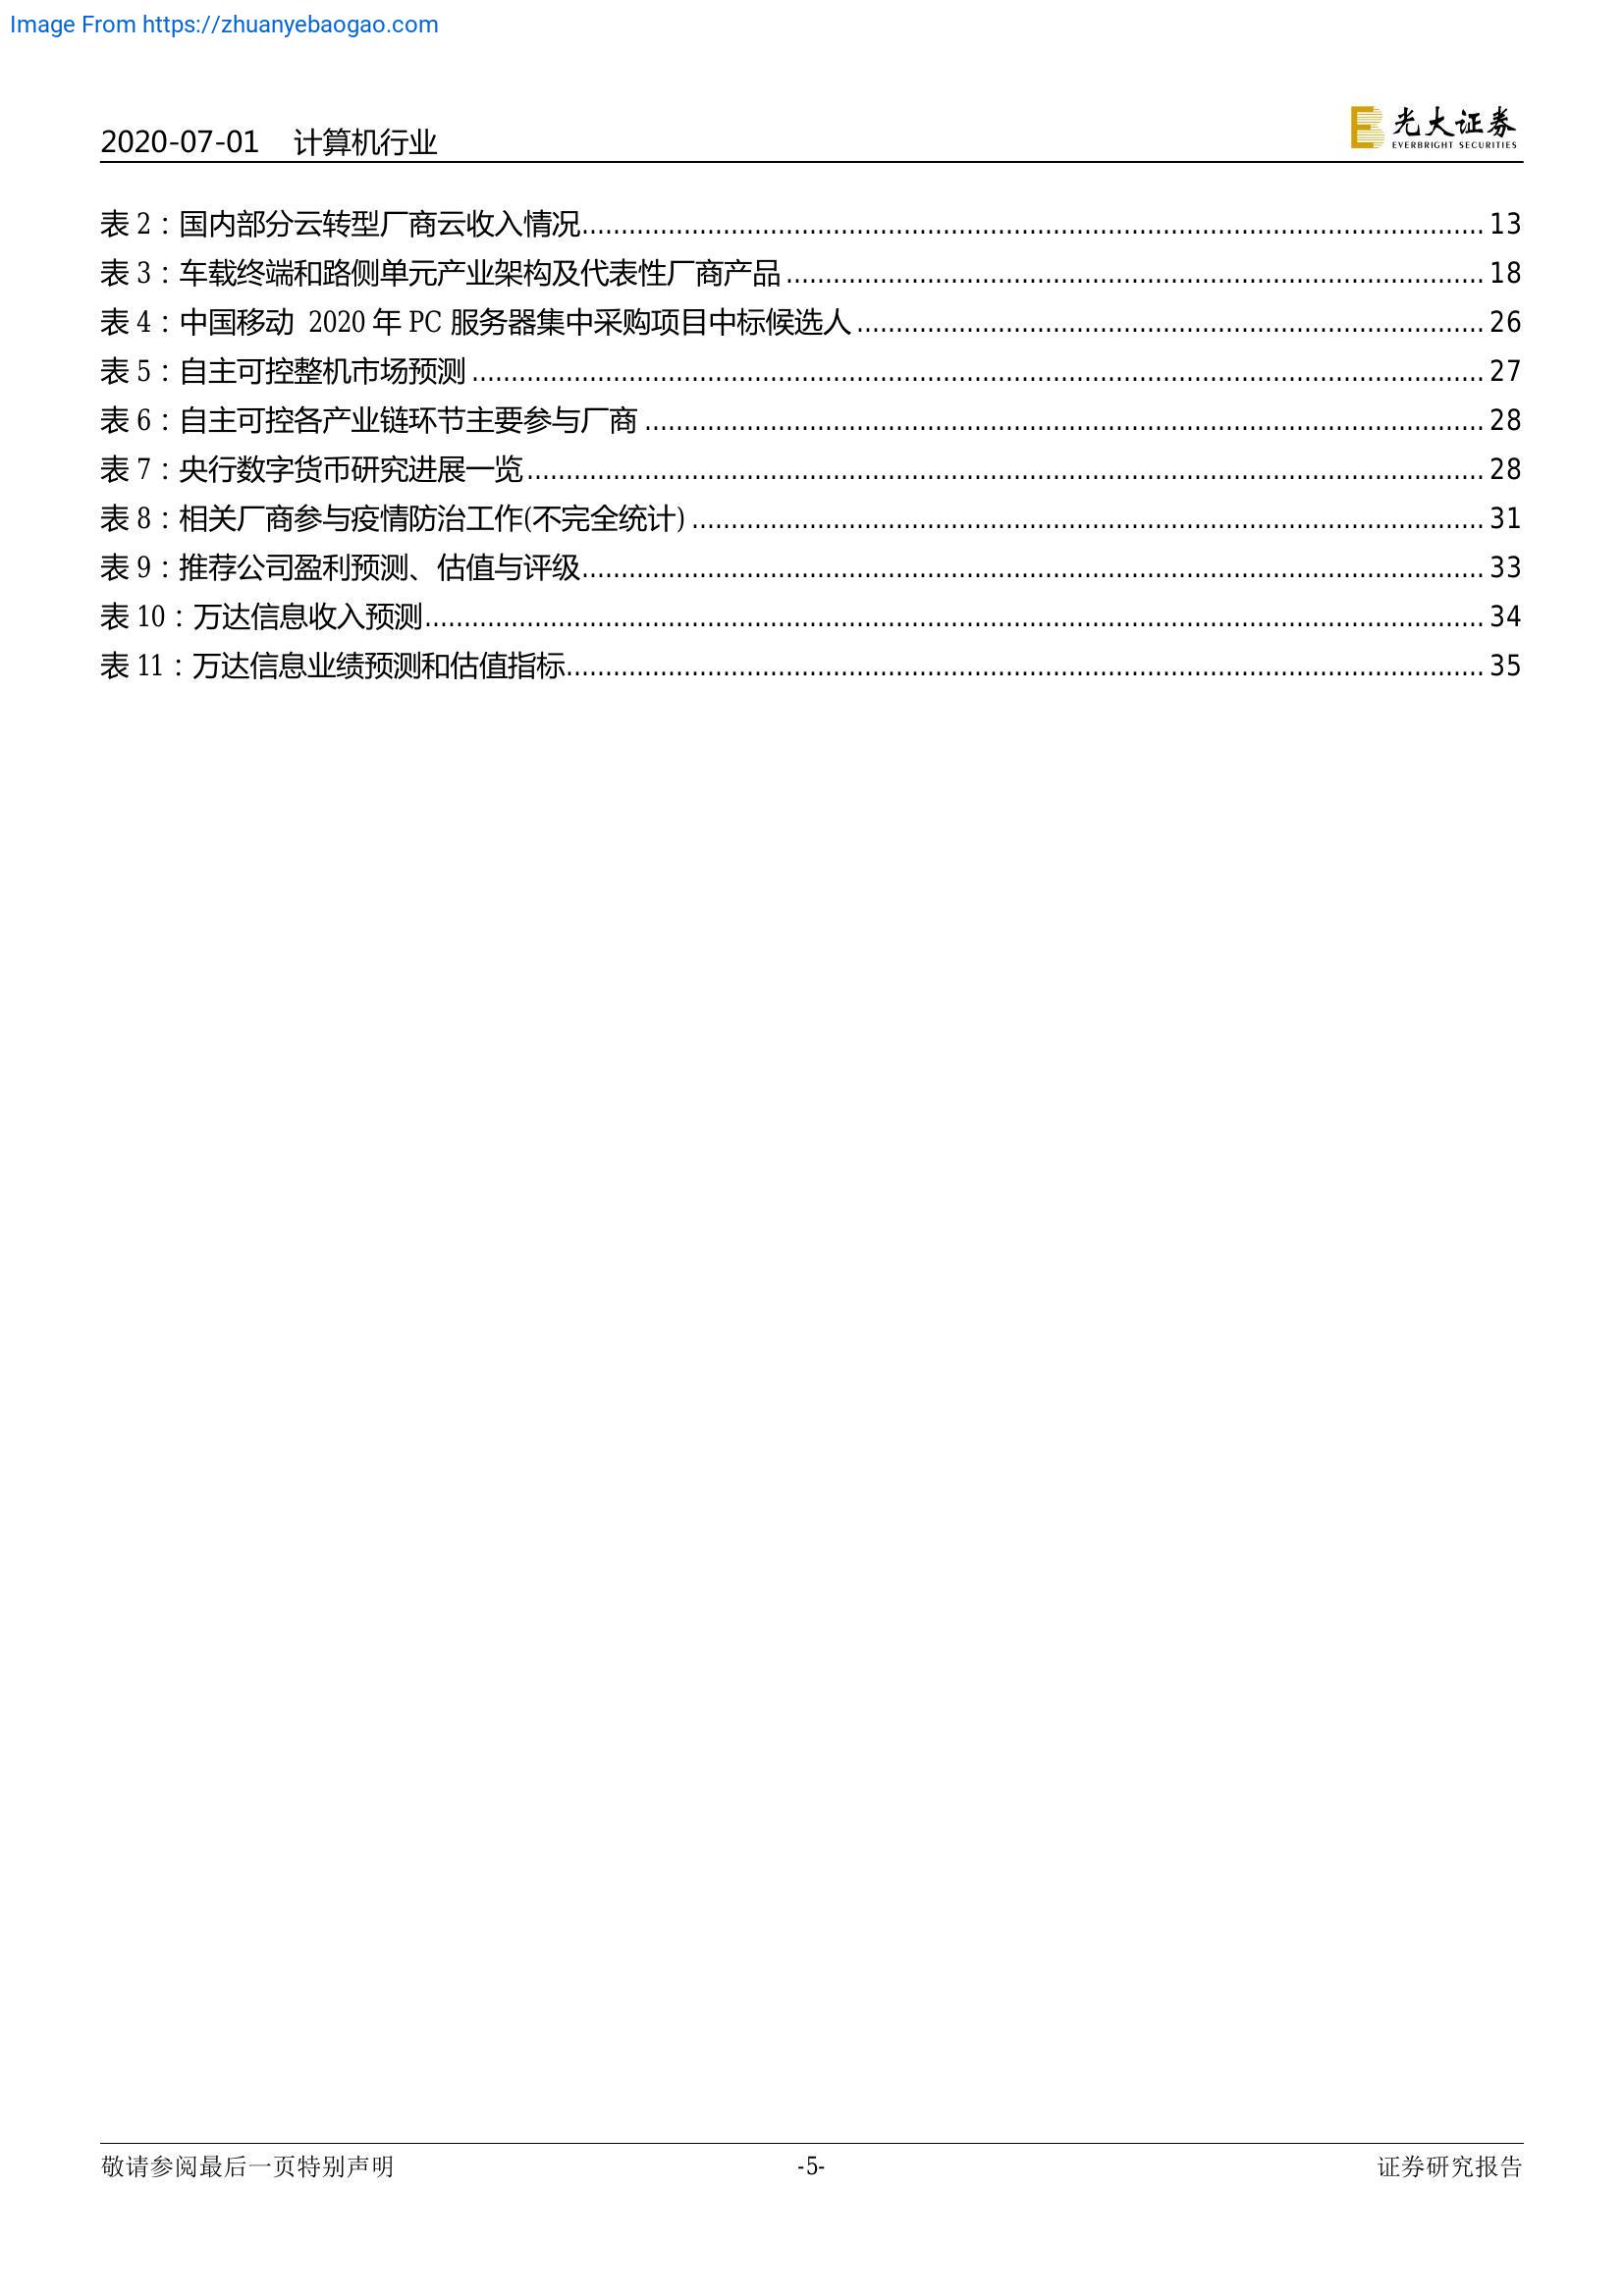 Image From https://zhuanyebaogao.com
2020-07-01 计算机行业
光大证券
EVERBRIGHT SECURITIES
表 2：国内部分云转型厂商云收入情况........................................ 13
表 3：车载终端和路侧单元产业架构及代表性厂商产品........................................ 18
表 4：中国移动 2020 年 PC 服务器集中采购项目中标候选人........................................ 26
表 5：自主可控整机市场预测........................................ 27
表 6：自主可控各产业链环节主要参与厂商........................................ 28
表 7：央行数字货币研究进展一览........................................ 28
表 8：相关厂商参与疫情防治工作(不完全统计)........................................ 31
表 9：推荐公司盈利预测、估值与评级........................................ 33
表 10：万达信息收入预测........................................ 34
表 11：万达信息业绩预测和估值指标........................................ 35
敬请参阅最后一页特别声明 -5- 证券研究报告